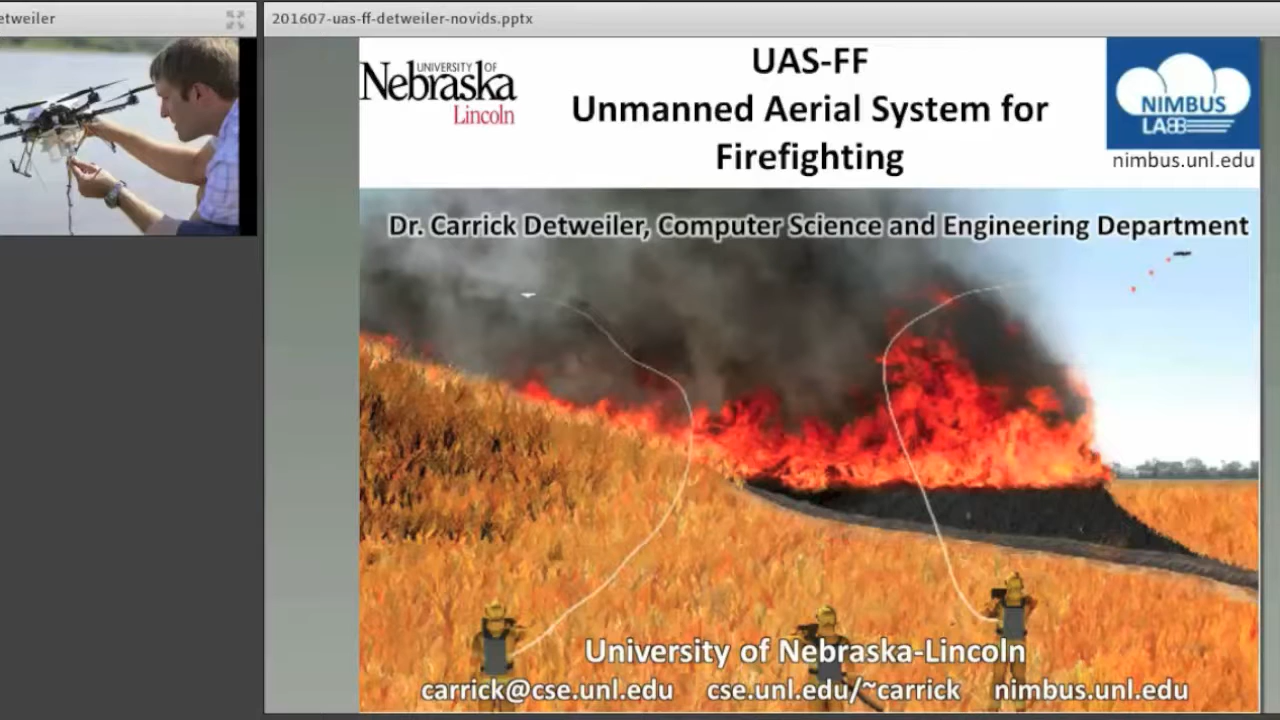 etweiler
201607-uas-ff-detweiler-novids.pptx
UNIVERSITY OF
Nebraska
Lincoln
UAS-FF
Unmanned Aerial System for
Firefighting
NIMBUS
LAB
nimbus.unl.edu
Dr. Carrick Detweiler, Computer Science and Engineering Department
University of Nebraska-Lincoln
carrick@cse.unl.edu cse.unl.edu/~carrick nimbus.unl.edu